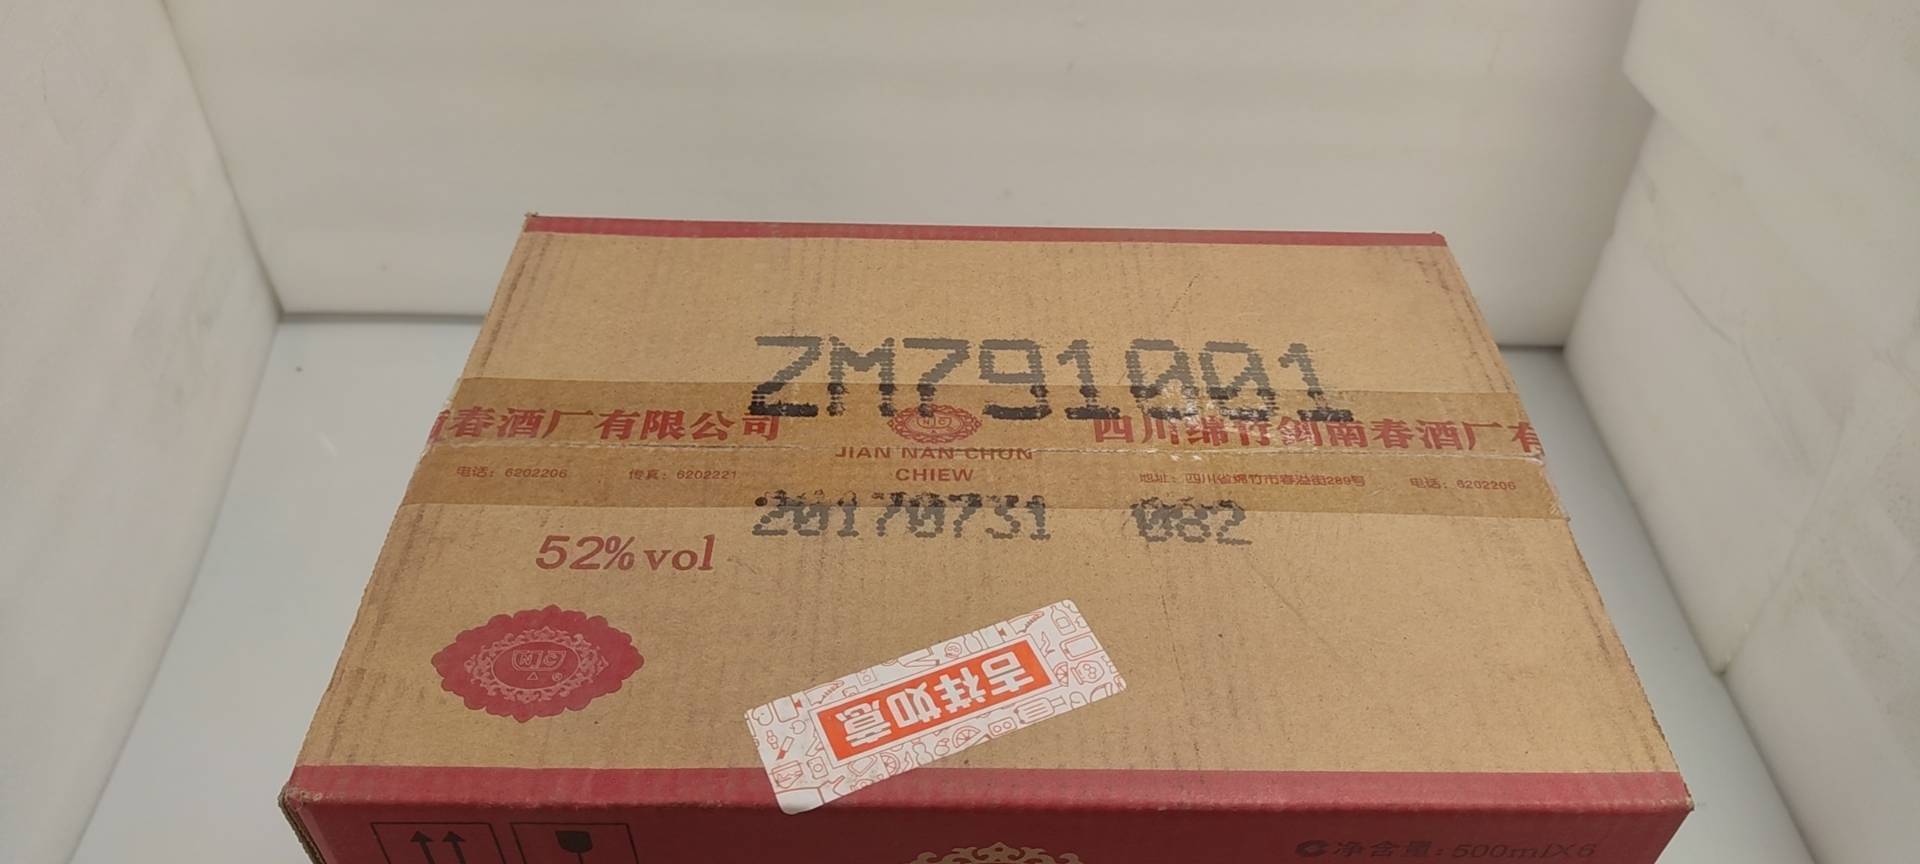 ZM791001
春酒厂有限公司
四川绵竹剑南春酒厂有
JIAN NAN CHUN
CHIEW
电话：6202206
传真：6202221
地址：四川省绵竹市春溢街289号
电话：6202206
20170731 082
52% vol
吉祥如意
净含量：500ml×6